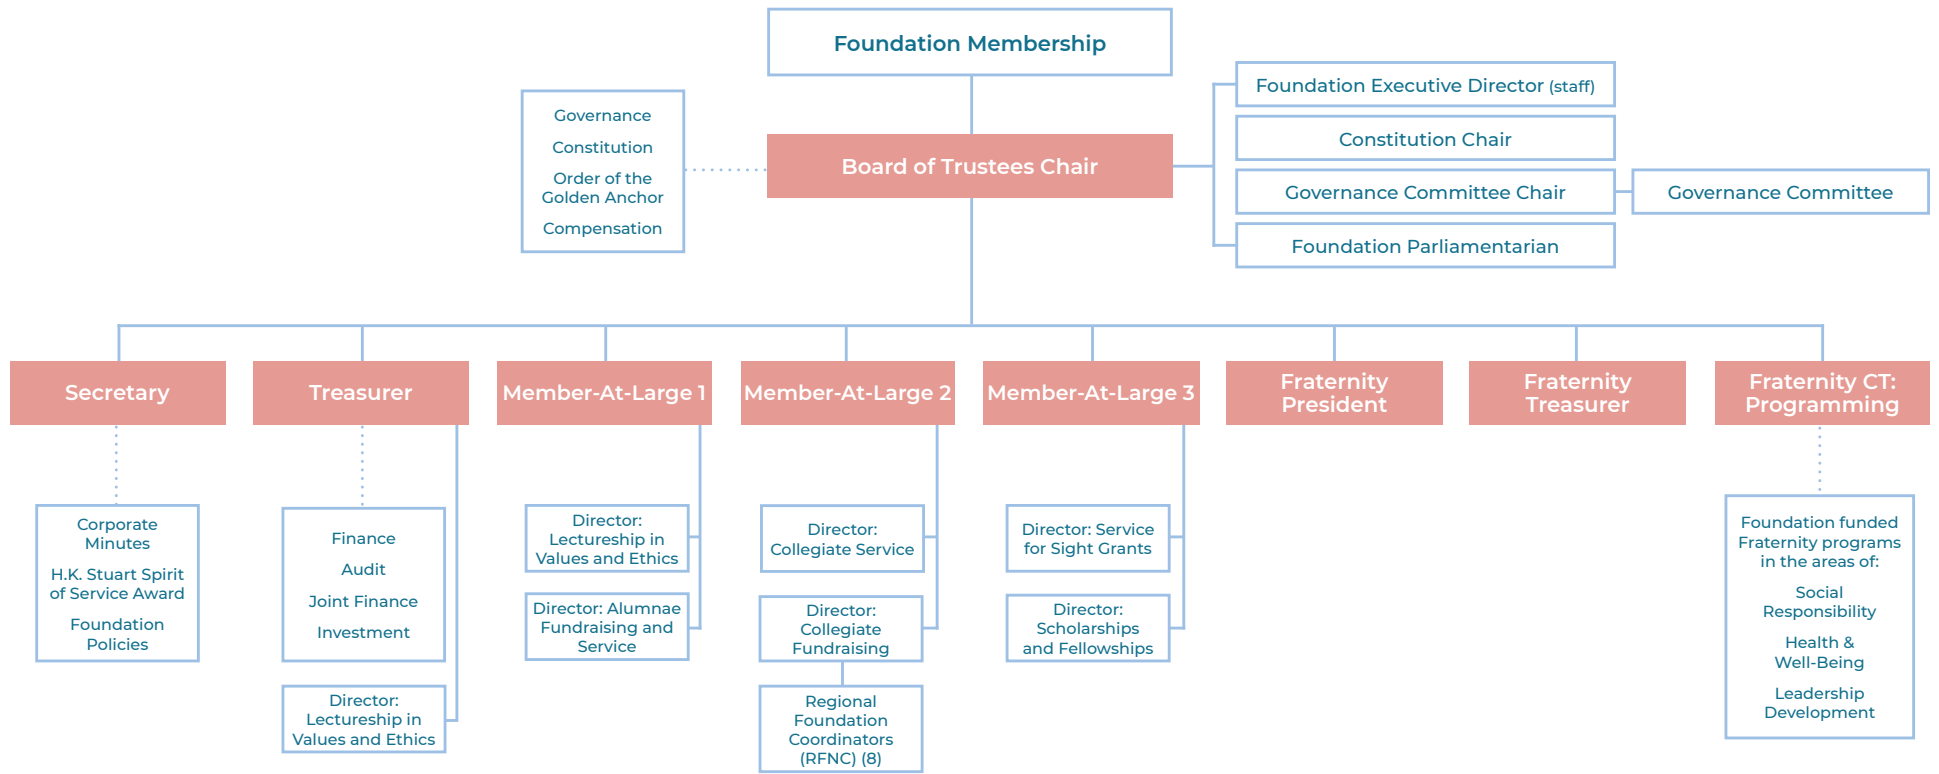 Foundation Membership
Governance
Constitution
Order of the
Golden Anchor
Compensation
Board of Trustees Chair
Foundation Executive Director (staff)
Constitution Chair
Governance Committee Chair
Governance Committee
Foundation Parliamentarian
Secretary
Treasurer
Member-At-Large 1
Member-At-Large 2
Member-At-Large 3
Fraternity
President
Fraternity
Treasurer
Fraternity CT:
Programming
Corporate
Minutes
H.K. Stuart Spirit
of Service Award
Foundation
Policies
Finance
Audit
Joint Finance
Investment
Director:
Lectureship in
Values and Ethics
Director:
Lectureship in
Values and Ethics
Director: Alumnae
Fundraising and
Service
Director:
Collegiate Service
Director:
Collegiate
Fundraising
Regional
Foundation
Coordinators
(RFNC) (8)
Director: Service
for Sight Grants
Director:
Scholarships
and Fellowships
Foundation funded
Fraternity programs
in the areas of:
Social
Responsibility
Health &
Well-Being
Leadership
Development